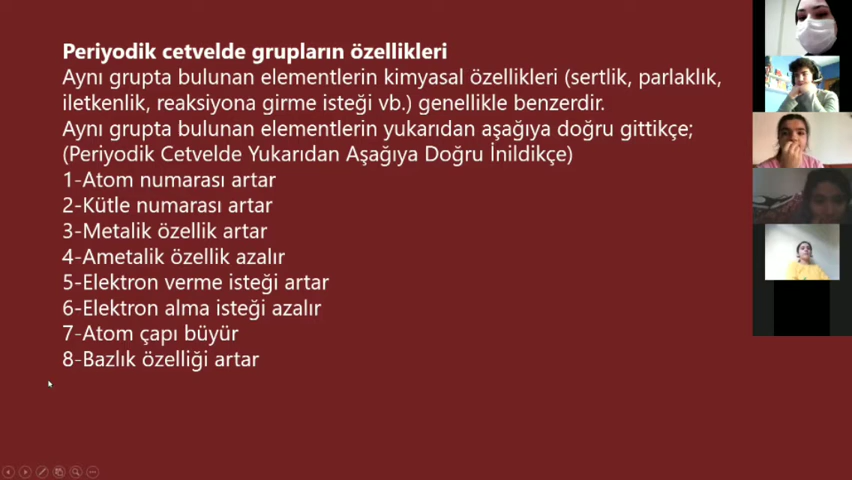 Periyodik cetvelde grupların özellikleri
Aynı grupta bulunan elementlerin kimyasal özellikleri (sertlik, parlaklık,
iletkenlik, reaksiyona girme isteği vb.) genellikle benzerdir.
Aynı grupta bulunan elementlerin yukarıdan aşağıya doğru gittikçe;
(Periyodik Cetvelde Yukarıdan Aşağıya Doğru İnildikçe)
1-Atom numarası artar
2-Kütle numarası artar
3-Metalik özellik artar
4-Ametalik özellik azalır
5-Elektron verme isteği artar
6-Elektron alma isteği azalır
7-Atom çapı büyür
8-Bazlık özelliği artar